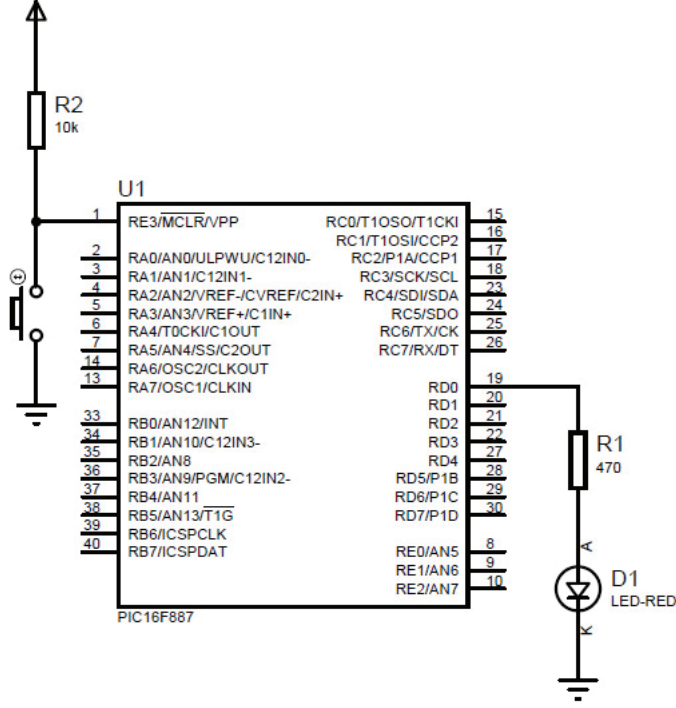 R2
10k
U1
1 RE3/MCLR/VPP
2 RA0/AN0/ULPWU/C12IN0-
3 RA1/AN1/C12IN1-
4 RA2/AN2/VREF-/CVREF/C2IN+
5 RA3/AN3/VREF+/C1IN+
6 RA4/T0CKI/C1OUT
7 RA5/AN4/SS/C2OUT
14 RA6/OSC2/CLKOUT
13 RA7/OSC1/CLKIN
33 RB0/AN12/INT
34 RB1/AN10/C12IN3-
35 RB2/AN8
36 RB3/AN9/PGM/C12IN2-
37 RB4/AN11
38 RB5/AN13/T1G
39 RB6/ICSPCLK
40 RB7/ICSPDAT
RC0/T1OSO/T1CKI 15
RC1/T1OSI/CCP2 16
RC2/P1A/CCP1 17
RC3/SCK/SCL 18
RC4/SDI/SDA 23
RC5/SDO 24
RC6/TX/CK 25
RC7/RX/DT 26
RD0 19
RD1 20
RD2 21
RD3 22
RD4 27
RD5/P1B 28
RD6/P1C 29
RD7/P1D 30
RE0/AN5 8
RE1/AN6 9
RE2/AN7 10
PIC16F887
R1
470
A
D1
LED-RED
K